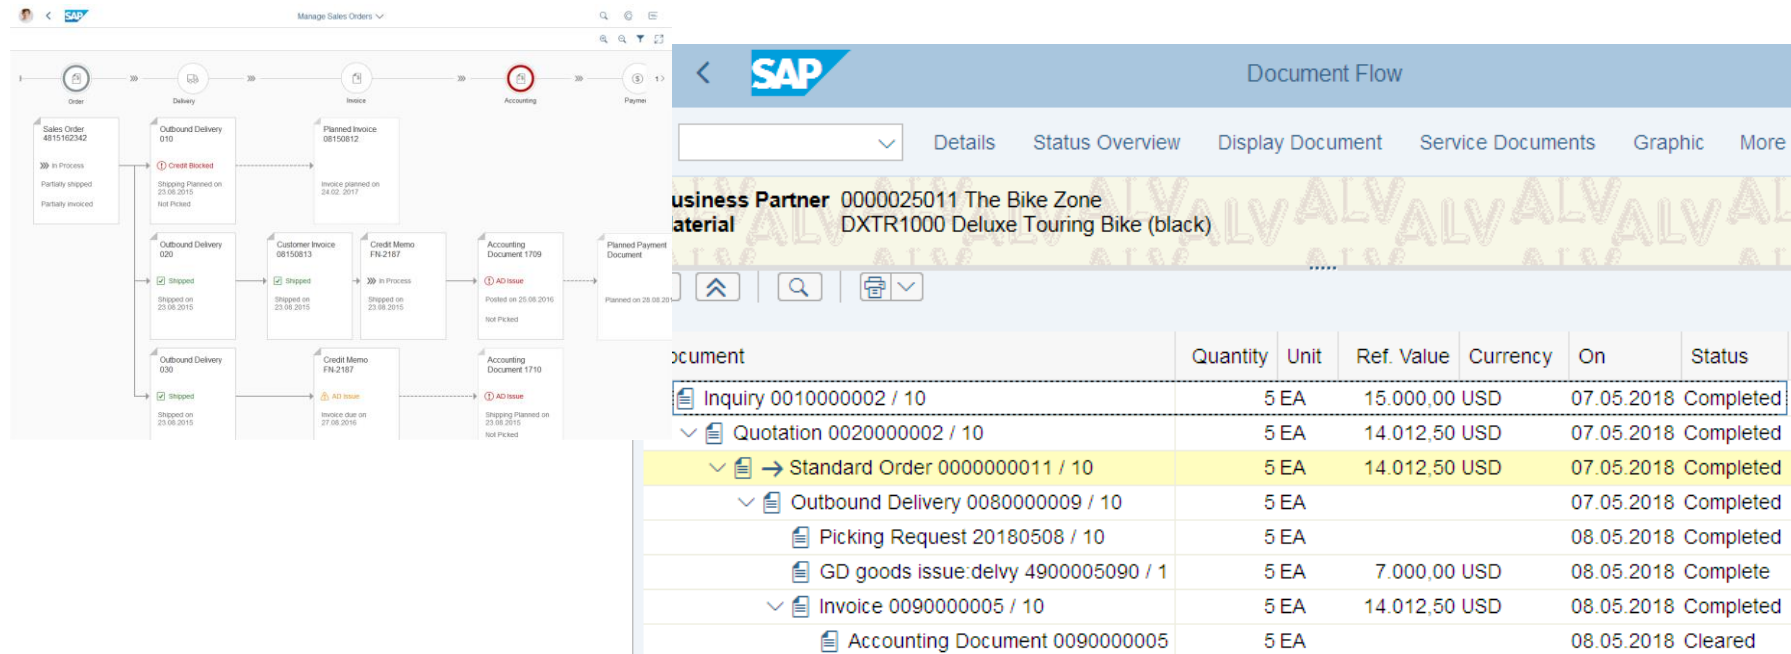 SAP
Manage Sales Orders
Order
Delivery
Invoice
Accounting
Paymen
Sales Order
4815162342
In Process
Partially shipped
Partially invoiced
Outbound Delivery
010
Credit Blocked
Shipping Planned on
23.08.2015
Not Picked
Planned Invoice
08150812
Invoice planned on
24.02. 2017
Outbound Delivery
020
Shipped
Shipped on
23.08.2015
Customer Invoice
08150813
Shipped
Shipped on
23.08.2015
Credit Memo
FN-2187
In Process
Shipped on
23.08.2015
Accounting
Document 1709
AD Issue
Posted on 25.08.2016
Not Picked
Planned Payment
Document
Planned on 28.08.201
Outbound Delivery
030
Shipped
Shipped on
23.08.2015
Credit Memo
FN-2187
AD Issue
Invoice due on
27.08.2016
Accounting
Document 1710
AD Issue
Shipping Planned on
23.08.2015
Not Picked
SAP
Document Flow
Details Status Overview Display Document Service Documents Graphic More
usiness Partner 0000025011 The Bike Zone
aterial DXTR1000 Deluxe Touring Bike (black)
ALV ALV ALV ALV ALV
ocument Quantity Unit Ref. Value Currency On Status
Inquiry 0010000002 / 10 5 EA 15.000,00 USD 07.05.2018 Completed
Quotation 0020000002 / 10 5 EA 14.012,50 USD 07.05.2018 Completed
Standard Order 0000000011 / 10 5 EA 14.012,50 USD 07.05.2018 Completed
Outbound Delivery 0080000009 / 10 5 EA 07.05.2018 Completed
Picking Request 20180508 / 10 5 EA 08.05.2018 Completed
GD goods issue:delvy 4900005090 / 1 5 EA 7.000,00 USD 08.05.2018 Complete
Invoice 0090000005 / 10 5 EA 14.012,50 USD 08.05.2018 Completed
Accounting Document 0090000005 5 EA 08.05.2018 Cleared